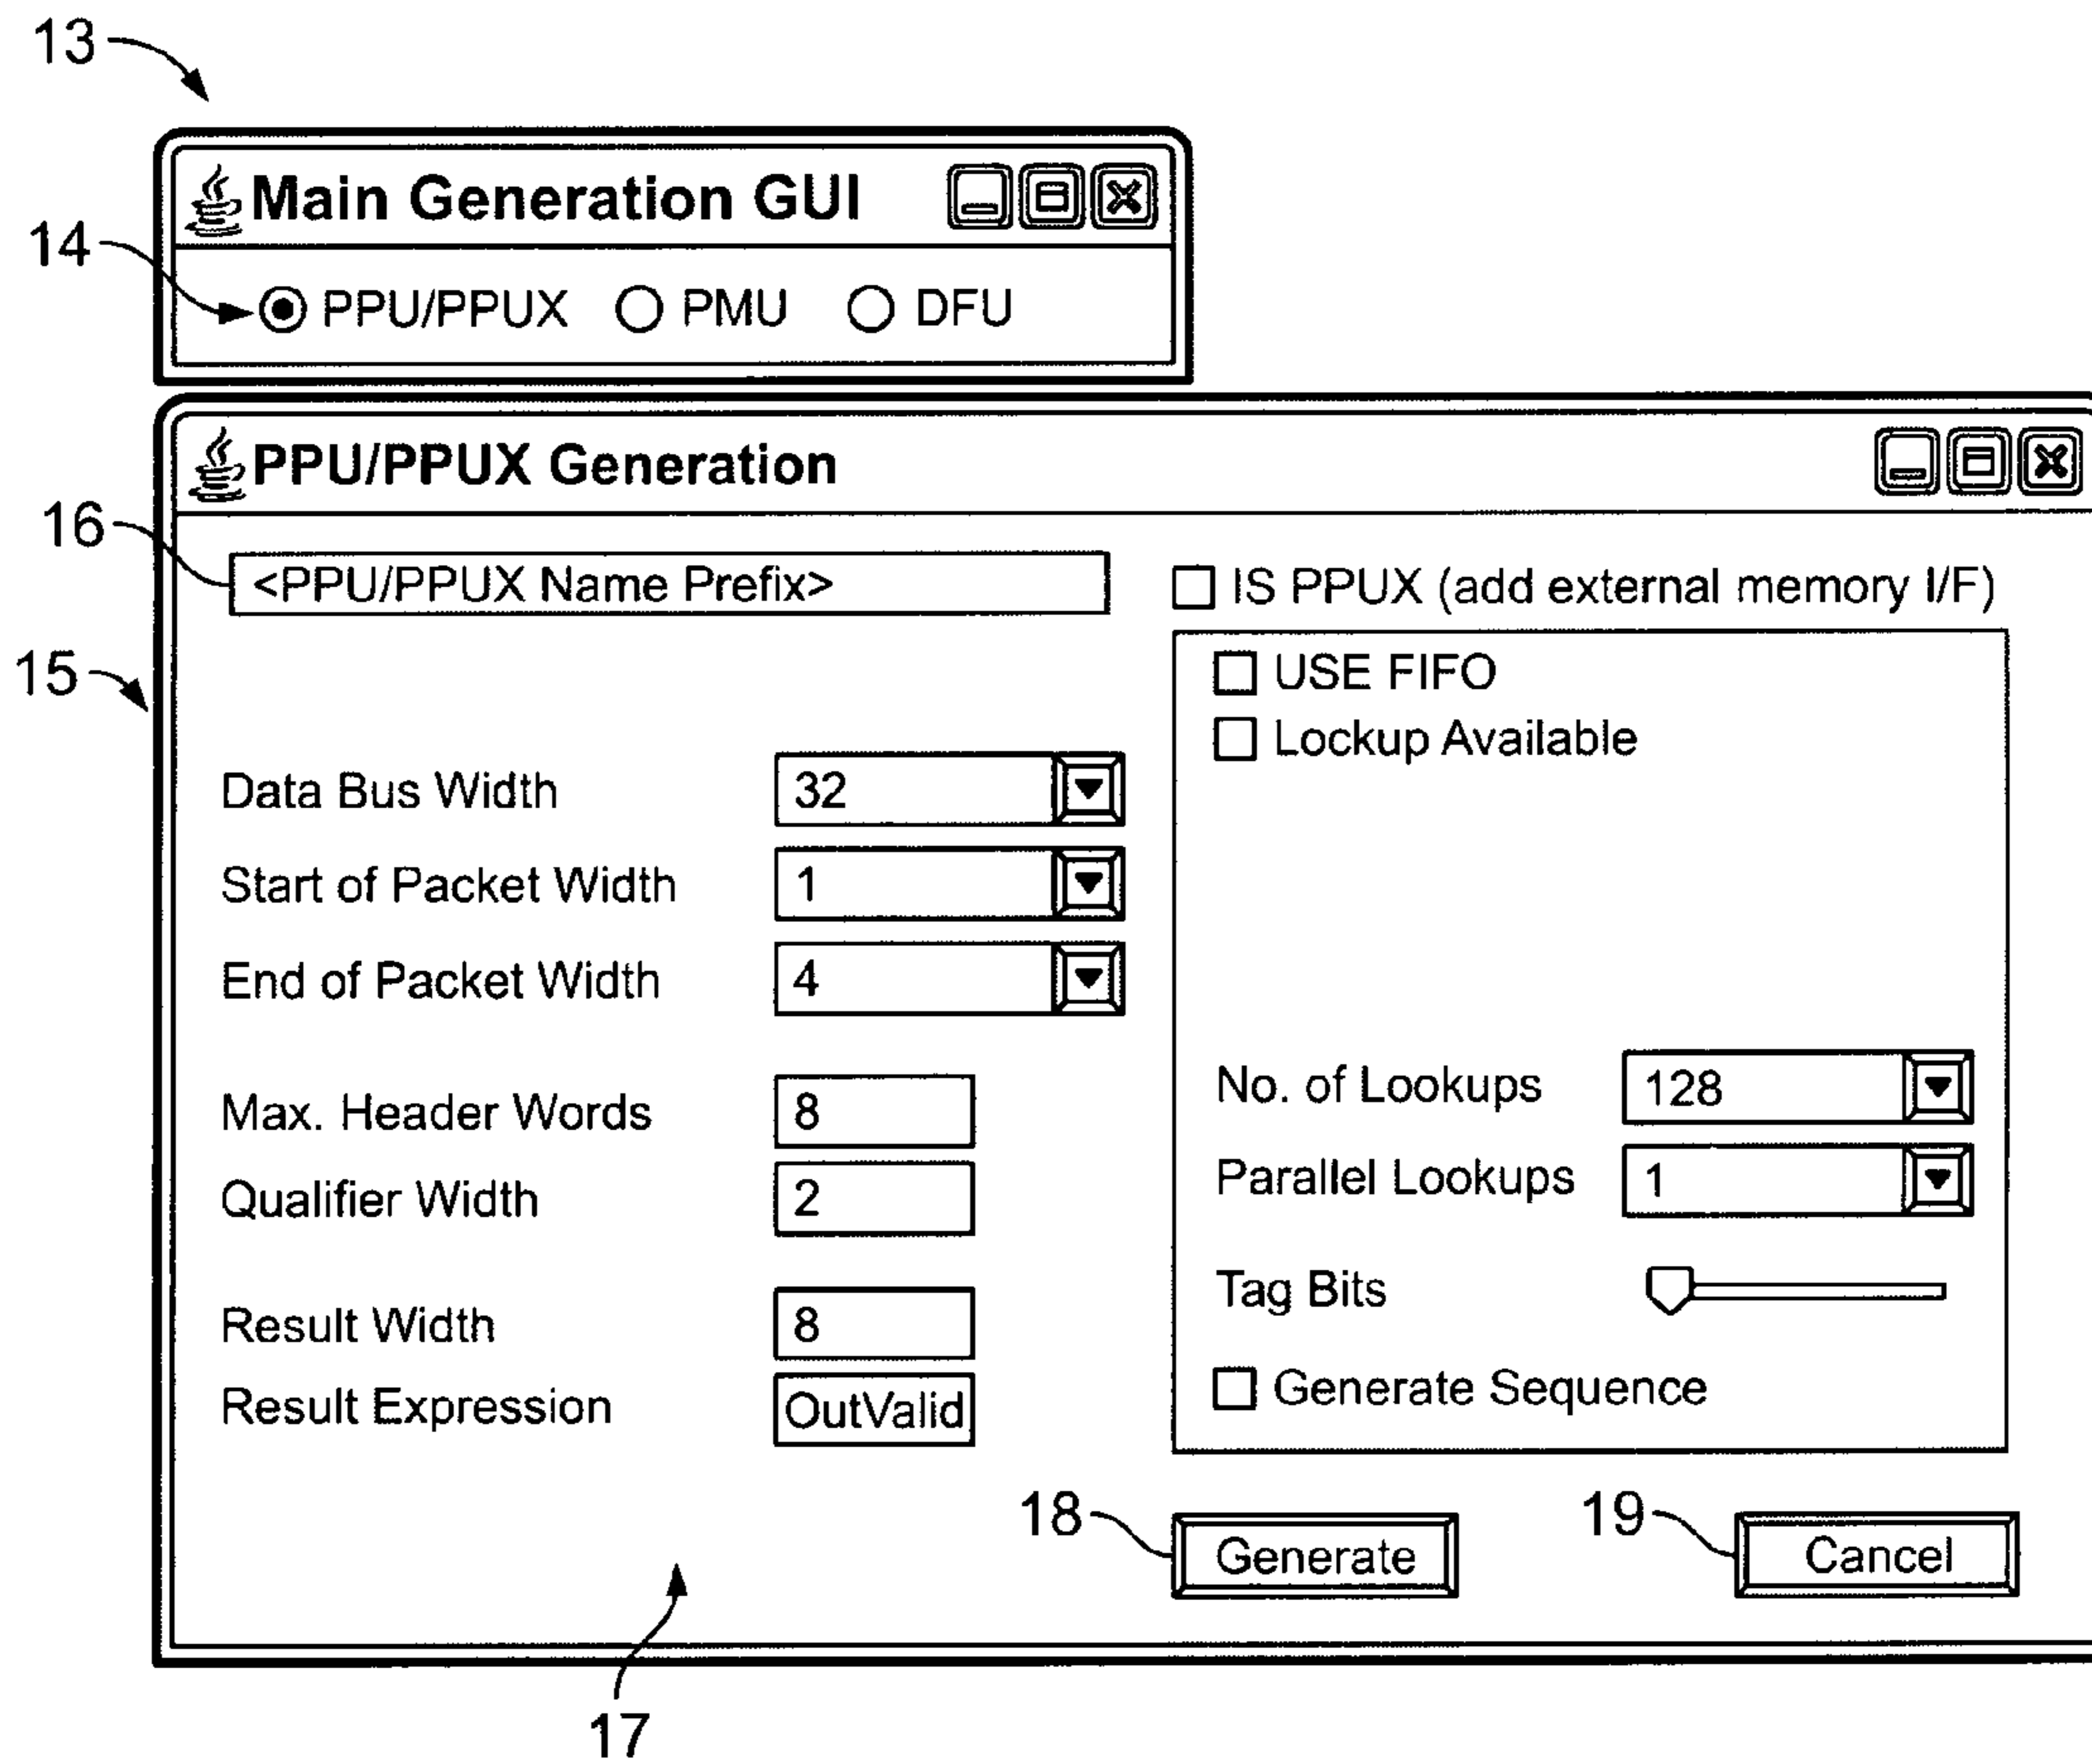 13
Main Generation GUI
14
PPU/PPUX PMU DFU
PPU/PPUX Generation
16
<PPU/PPUX Name Prefix>
IS PPUX (add external memory I/F)
15
USE FIFO
Lockup Available
Data Bus Width 32
Start of Packet Width 1
End of Packet Width 4
Max. Header Words 8
Qualifier Width 2
Result Width 8
Result Expression OutValid
No. of Lookups 128
Parallel Lookups 1
Tag Bits
Generate Sequence
18
Generate
19
Cancel
17